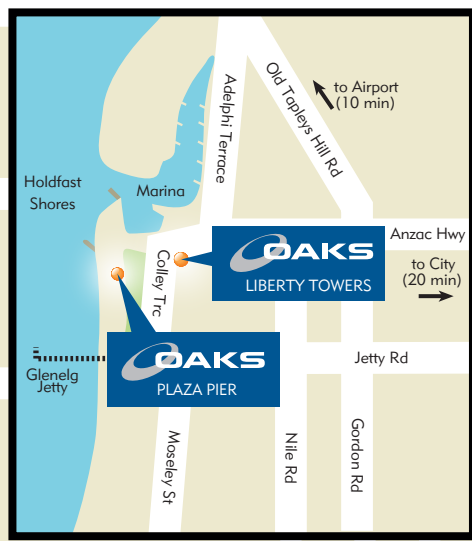 to Airport
(10 min)
Old Tapleys Hill Rd
Adelphi Terrace
Holdfast
Shores
Marina
Anzac Hwy
to City
(20 min)
OAKS
LIBERTY TOWERS
Colley Trc
OAKS
PLAZA PIER
Jetty Rd
Glenelg
Jetty
Moseley St
Nile Rd
Gordon Rd